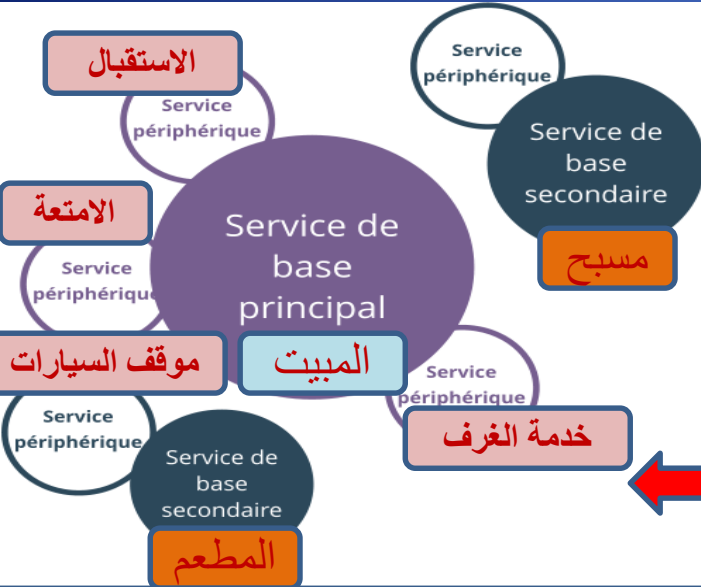 الاستقبال
Service
périphérique
Service
périphérique
Service de
base
secondaire
مسبح
الامتعة
Service
périphériqu
Service de
base
principal
المبيت
موقف السيارات
Service
périphérique
خدمة الغرف
Service
périphérique
Service de
base
secondaire
المطعم